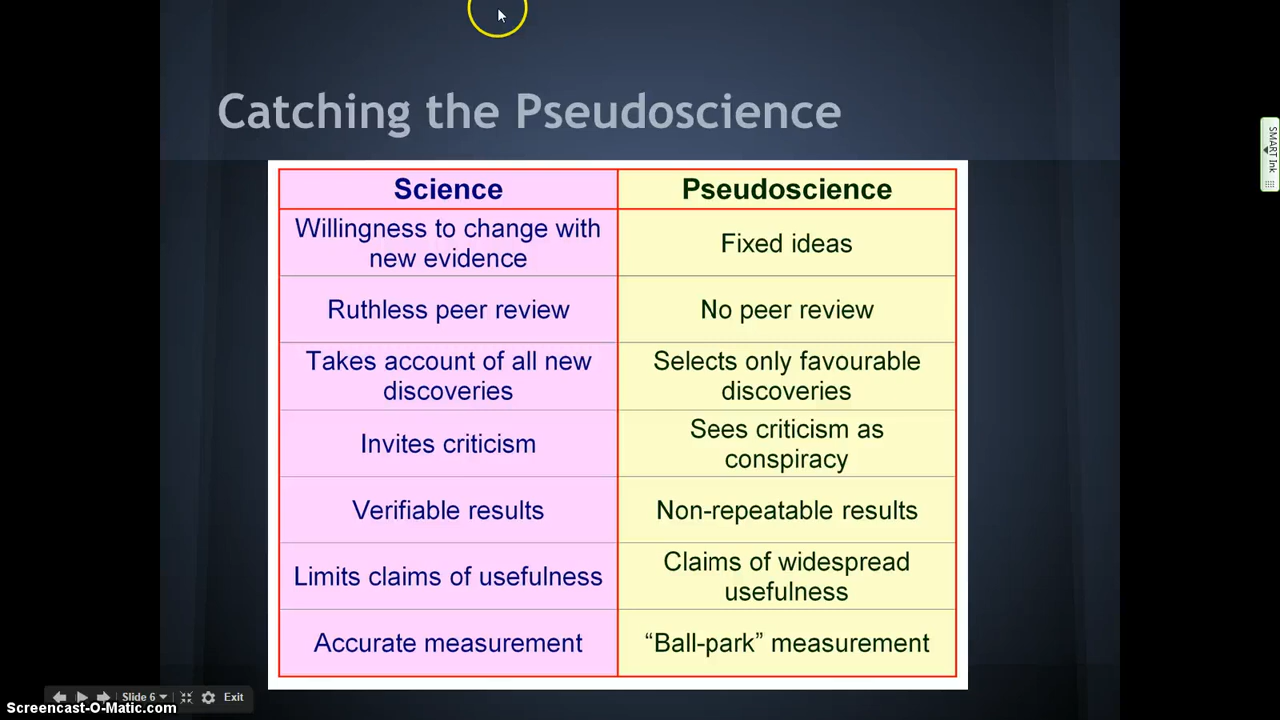 Catching the Pseudoscience
SMART Ink
Science
Pseudoscience
Willingness to change with
new evidence
Fixed ideas
Ruthless peer review
No peer review
Takes account of all new
discoveries
Selects only favourable
discoveries
Invites criticism
Sees criticism as
conspiracy
Verifiable results
Non-repeatable results
Limits claims of usefulness
Claims of widespread
usefulness
Accurate measurement
“Ball-park” measurement
Slide 6
Exit
Screencast-O-Matic.com